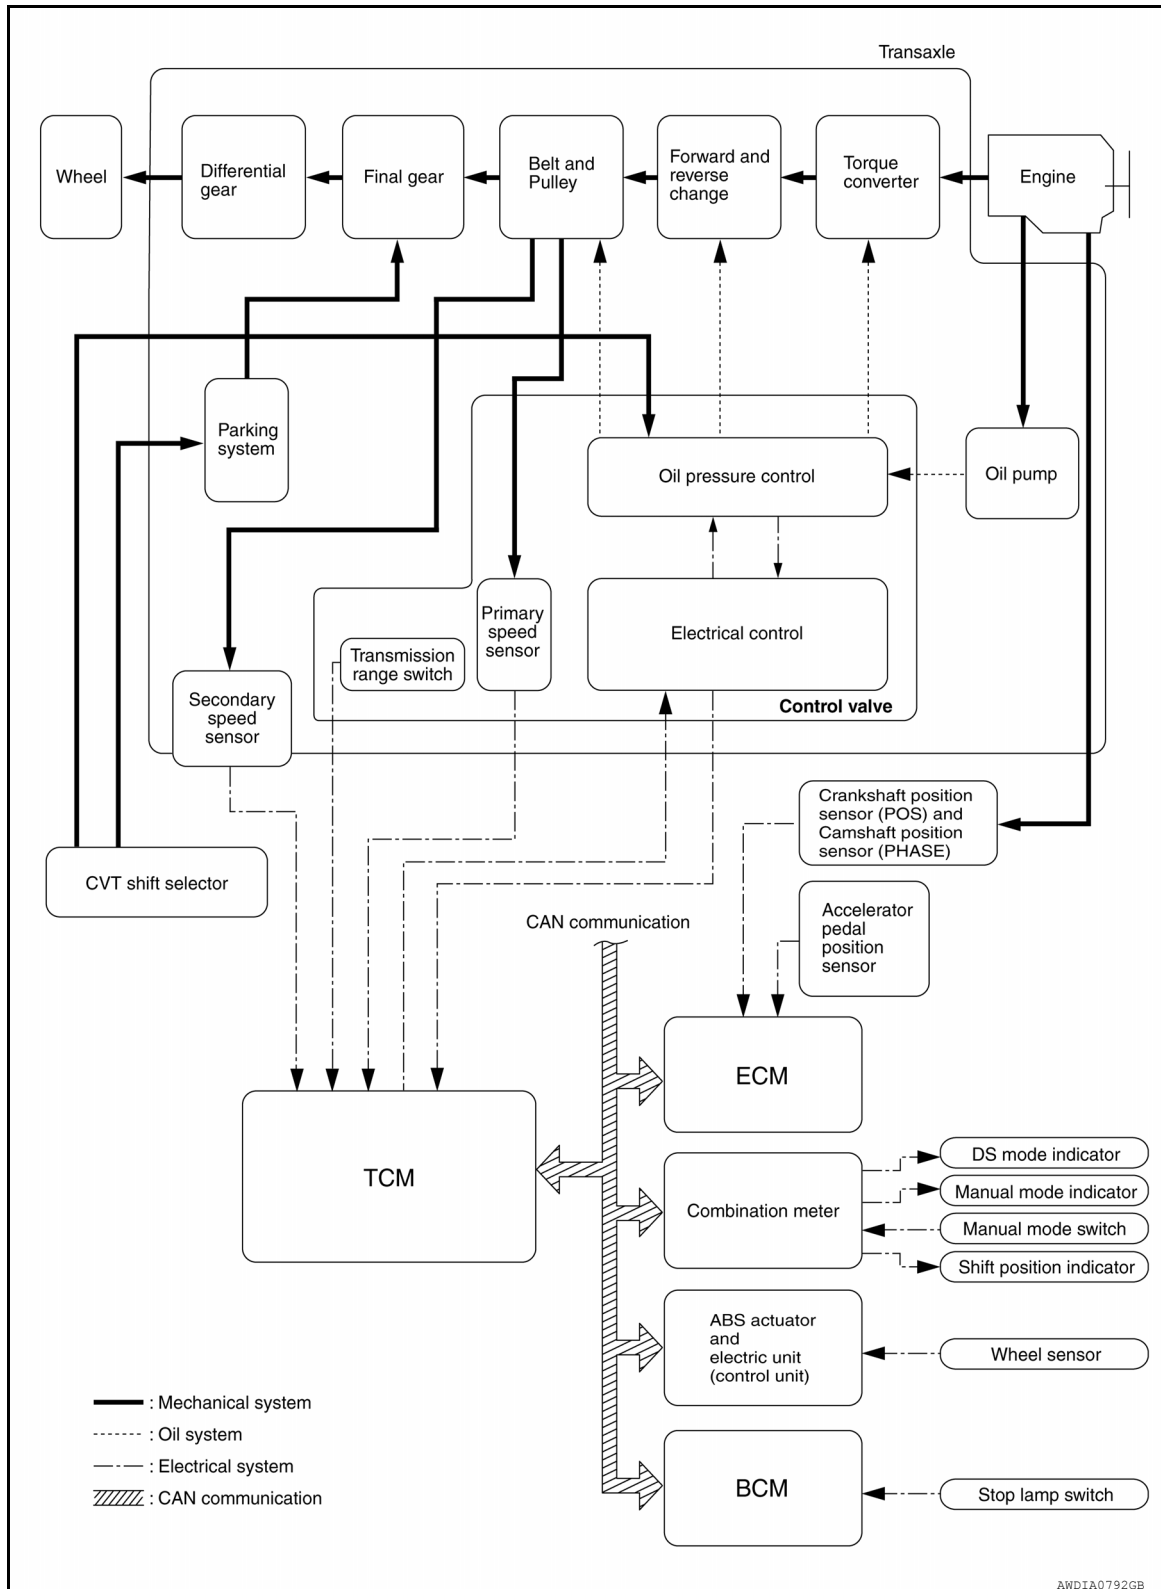 Transaxle
Wheel
Differential
gear
Final gear
Belt and
Pulley
Forward and
reverse
change
Torque
converter
Engine
Parking
system
Oil pressure control
Oil pump
Primary
speed
sensor
Electrical control
Transmission
range switch
Secondary
speed
sensor
Control valve
Crankshaft position
sensor (POS) and
Camshaft position
sensor (PHASE)
CVT shift selector
CAN communication
Accelerator
pedal
position
sensor
ECM
TCM
Combination meter
DS mode indicator
Manual mode indicator
Manual mode switch
Shift position indicator
ABS actuator
and
electric unit
(control unit)
Wheel sensor
BCM
Stop lamp switch
: Mechanical system
: Oil system
: Electrical system
: CAN communication
AWDIA0792GB